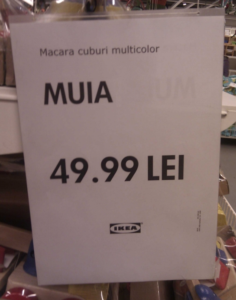 Macara cuburi multicolor
MUIA
49.99 LEI
IKEA